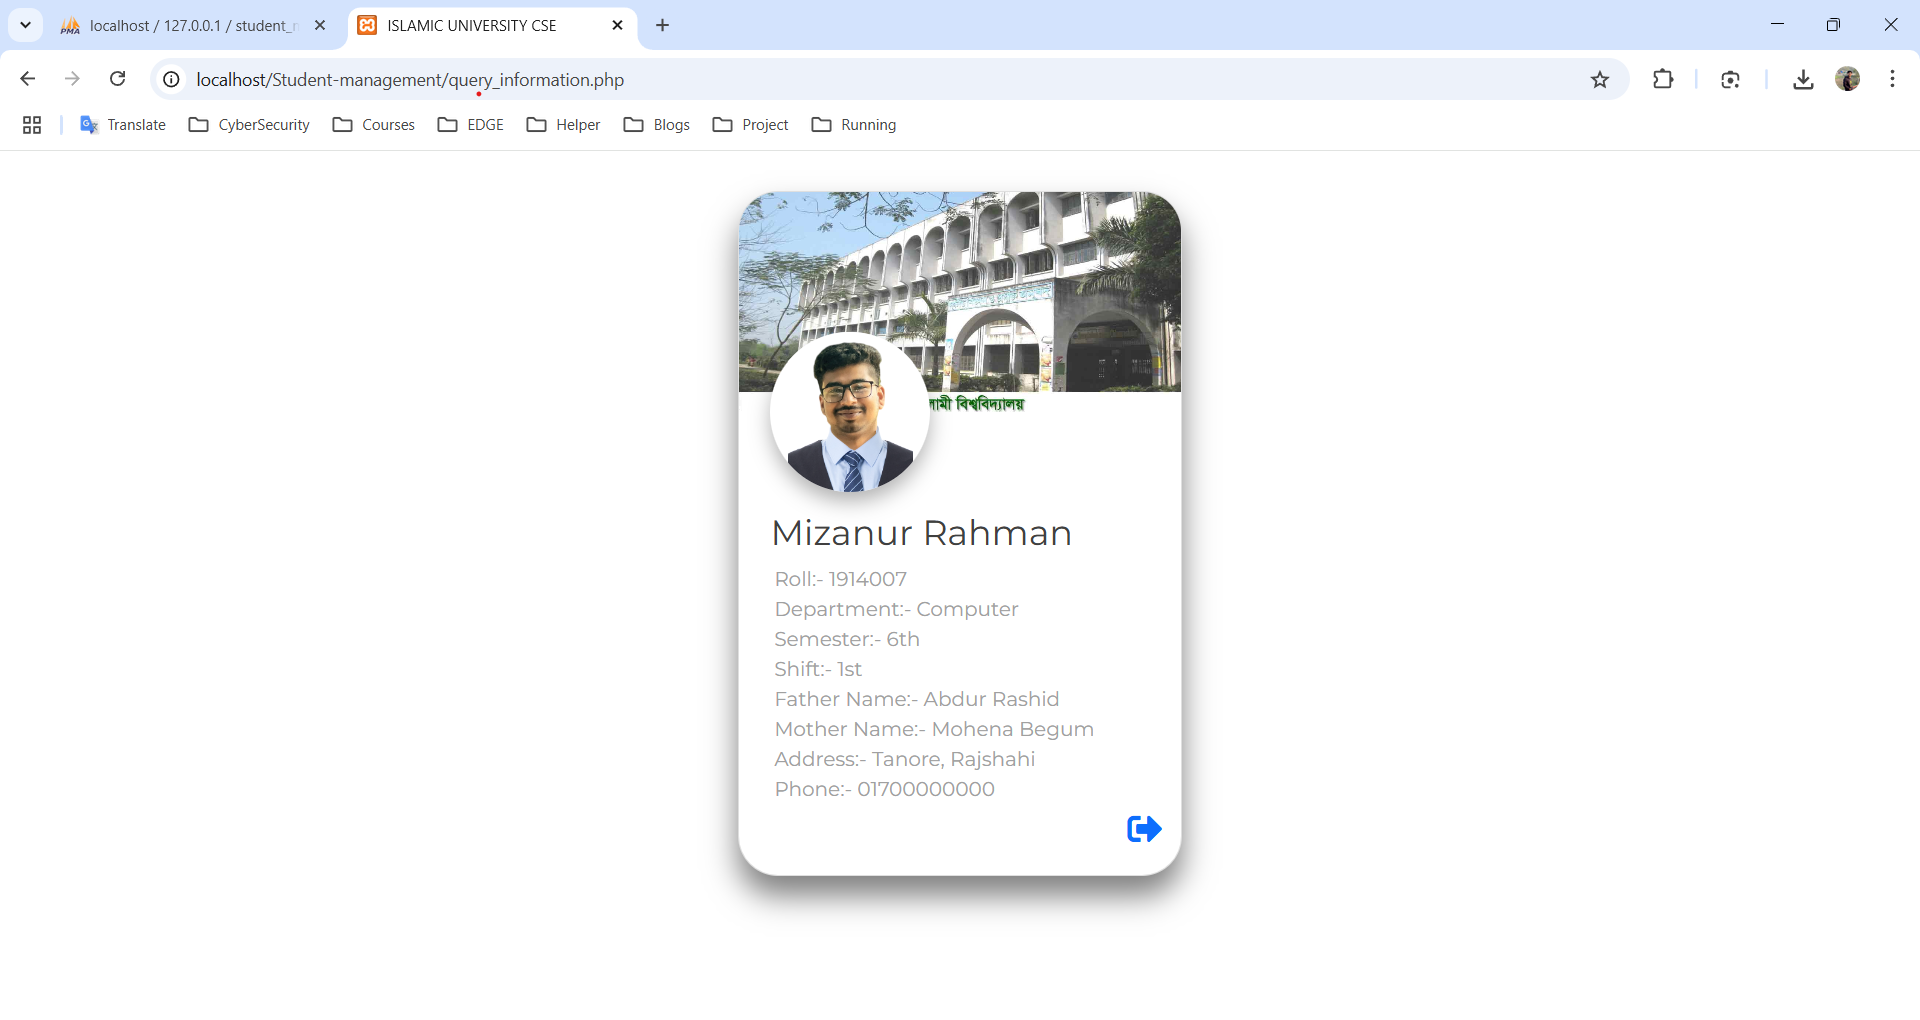 localhost / 127.0.0.1 / student_
ISLAMIC UNIVERSITY CSE
localhost/Student-management/query_information.php
Translate
CyberSecurity
Courses
EDGE
Helper
Blogs
Project
Running
লামী বিশ্ববিদ্যালয়
Mizanur Rahman
Roll:- 1914007
Department:- Computer
Semester:- 6th
Shift:- 1st
Father Name:- Abdur Rashid
Mother Name:- Mohena Begum
Address:- Tanore, Rajshahi
Phone:- 01700000000